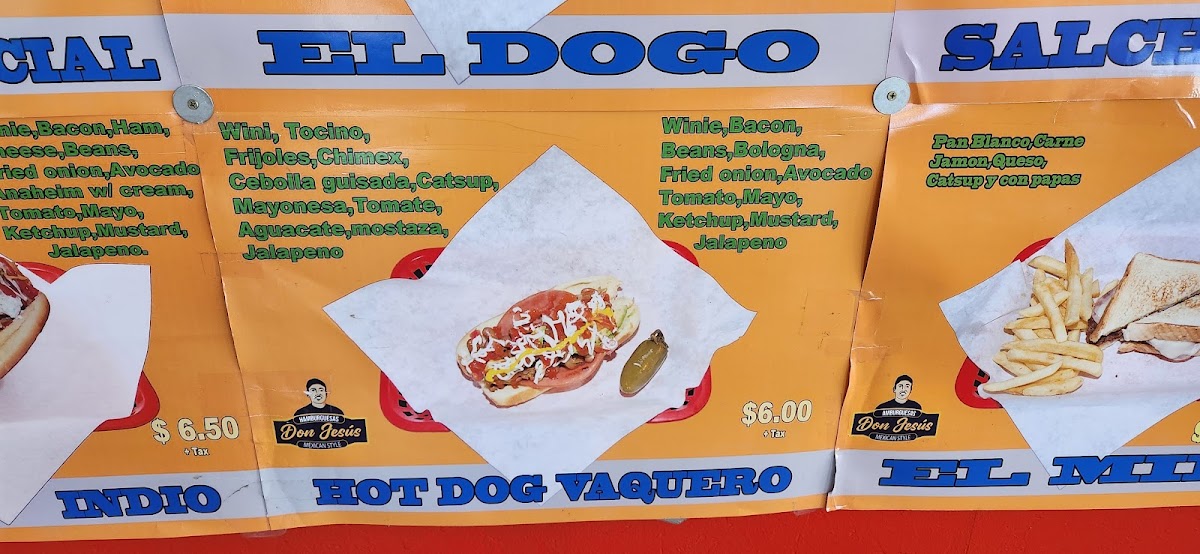 CIAL
EL DOGO
SALCH
nie,Bacon,Ham,
heese,Beans,
ried onion,Avocado
Anaheim w/ cream,
Tomato,Mayo,
Ketchup,Mustard,
Jalapeno.
$ 6.50
+ Tax
INDIO
Wini, Tocino,
Frijoles,Chimex,
Cebolla guisada,Catsup,
Mayonesa,Tomate,
Aguacate,mostaza,
Jalapeno
Winie,Bacon,
Beans,Bologna,
Fried onion,Avocado
Tomato,Mayo,
Ketchup,Mustard,
Jalapeno
HAMBURGUESAS
Don Jesús
MEXICAN STYLE
$6.00
+ Tax
HOT DOG VAQUERO
Pan Blanco,Carne
Jamon,Queso,
Catsup y con papas
HAMBURGUESAS
Don Jesús
MEXICAN STYLE
$
EL MI